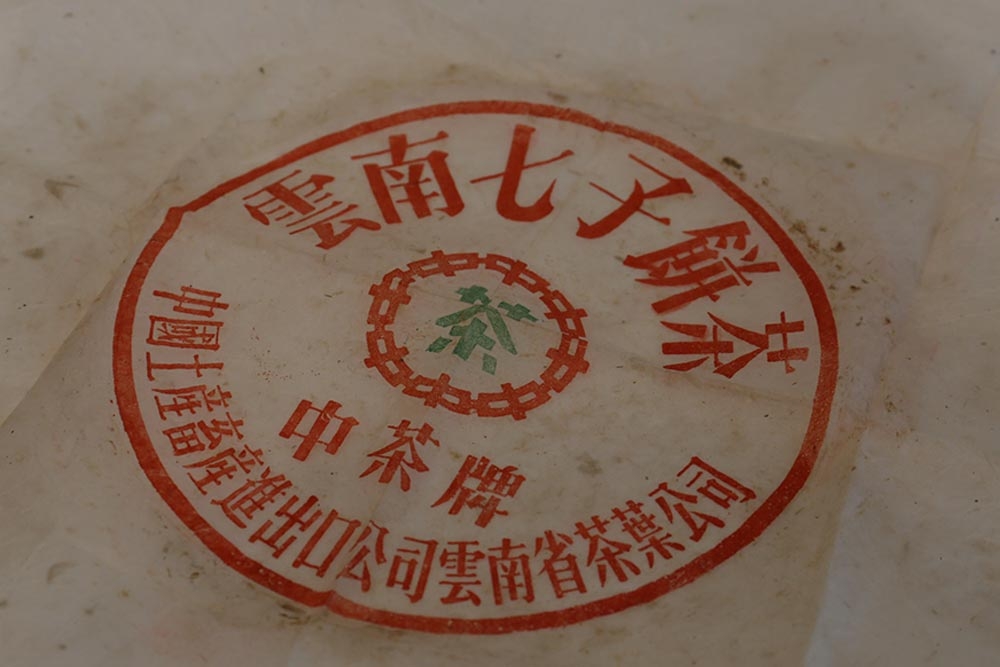 雲南七子餅茶
茶
中茶牌
中國土產畜產進出口公司雲南省茶葉公司